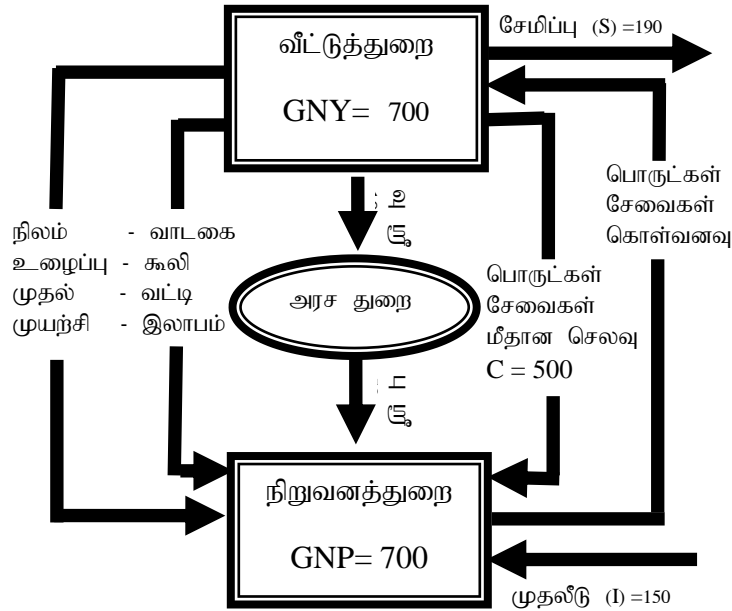 வீட்டுத்துறை
GNY= 700
சேமிப்பு (S) =190
நிலம் - வாடகை
உழைப்பு - கூலி
முதல் - வட்டி
முயற்சி - இலாபம்
அரச துறை
பொருட்கள்
சேவைகள்
மீதான செலவு
C = 500
பொருட்கள்
சேவைகள்
கொள்வனவு
நிறுவனத்துறை
GNP= 700
முதலீடு (I) =150